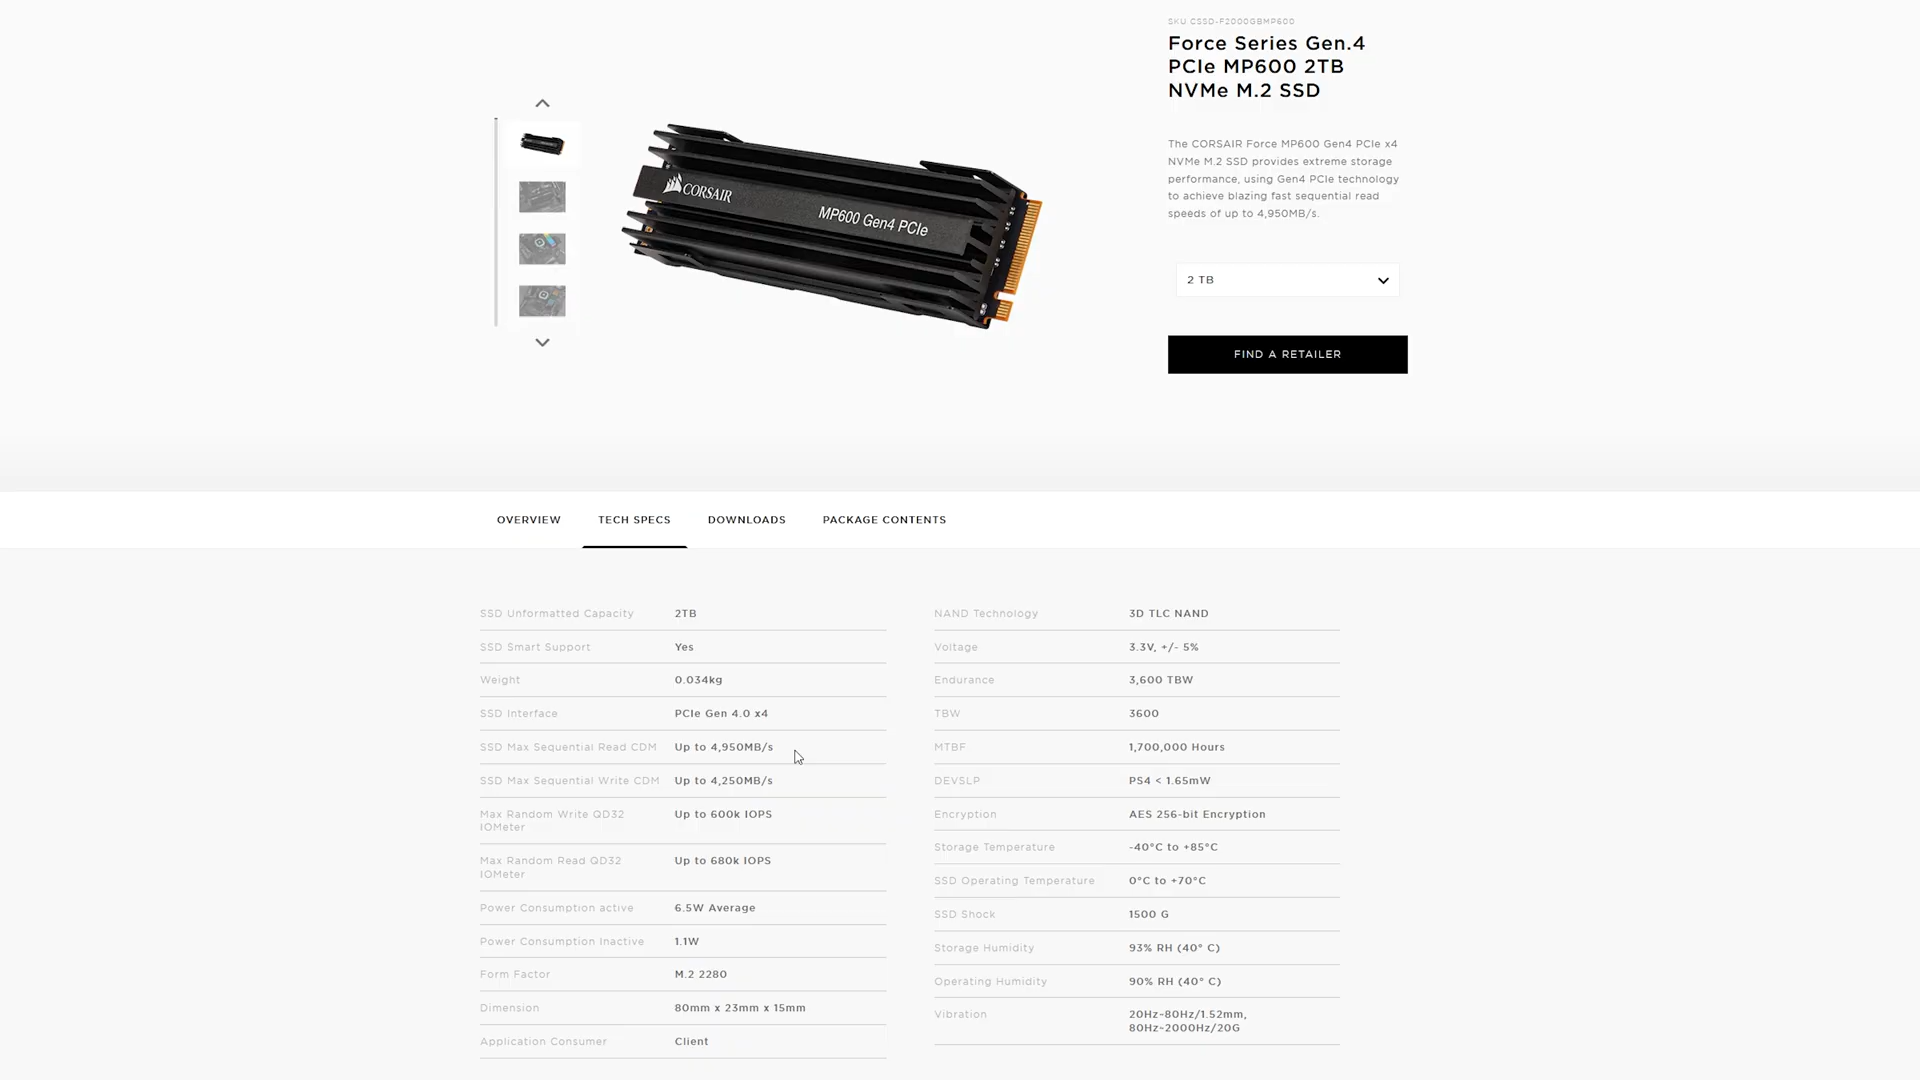 SKU CSSD-F2000GBMP600
Force Series Gen.4
PCIe MP600 2TB
NVMe M.2 SSD
The CORSAIR Force MP600 Gen4 PCIe x4
NVMe M.2 SSD provides extreme storage
performance, using Gen4 PCIe technology
to achieve blazing fast sequential read
speeds of up to 4,950MB/s.
CORSAIR
MP600 Gen4 PCIe
2 TB
FIND A RETAILER
OVERVIEW
TECH SPECS
DOWNLOADS
PACKAGE CONTENTS
SSD Unformatted Capacity 2TB
SSD Smart Support Yes
Weight 0.034kg
SSD Interface PCIe Gen 4.0 x4
SSD Max Sequential Read CDM Up to 4,950MB/s
SSD Max Sequential Write CDM Up to 4,250MB/s
Max Random Write QD32 Up to 600k IOPS
IOMeter
Max Random Read QD32 Up to 680k IOPS
IOMeter
Power Consumption active 6.5W Average
Power Consumption Inactive 1.1W
Form Factor M.2 2280
Dimension 80mm x 23mm x 15mm
Application Consumer Client
NAND Technology 3D TLC NAND
Voltage 3.3V, +/- 5%
Endurance 3,600 TBW
TBW 3600
MTBF 1,700,000 Hours
DEVSLP PS4 < 1.65mW
Encryption AES 256-bit Encryption
Storage Temperature -40°C to +85°C
SSD Operating Temperature 0°C to +70°C
SSD Shock 1500 G
Storage Humidity 93% RH (40° C)
Operating Humidity 90% RH (40° C)
Vibration 20Hz~80Hz/1.52mm,
80Hz~2000Hz/20G